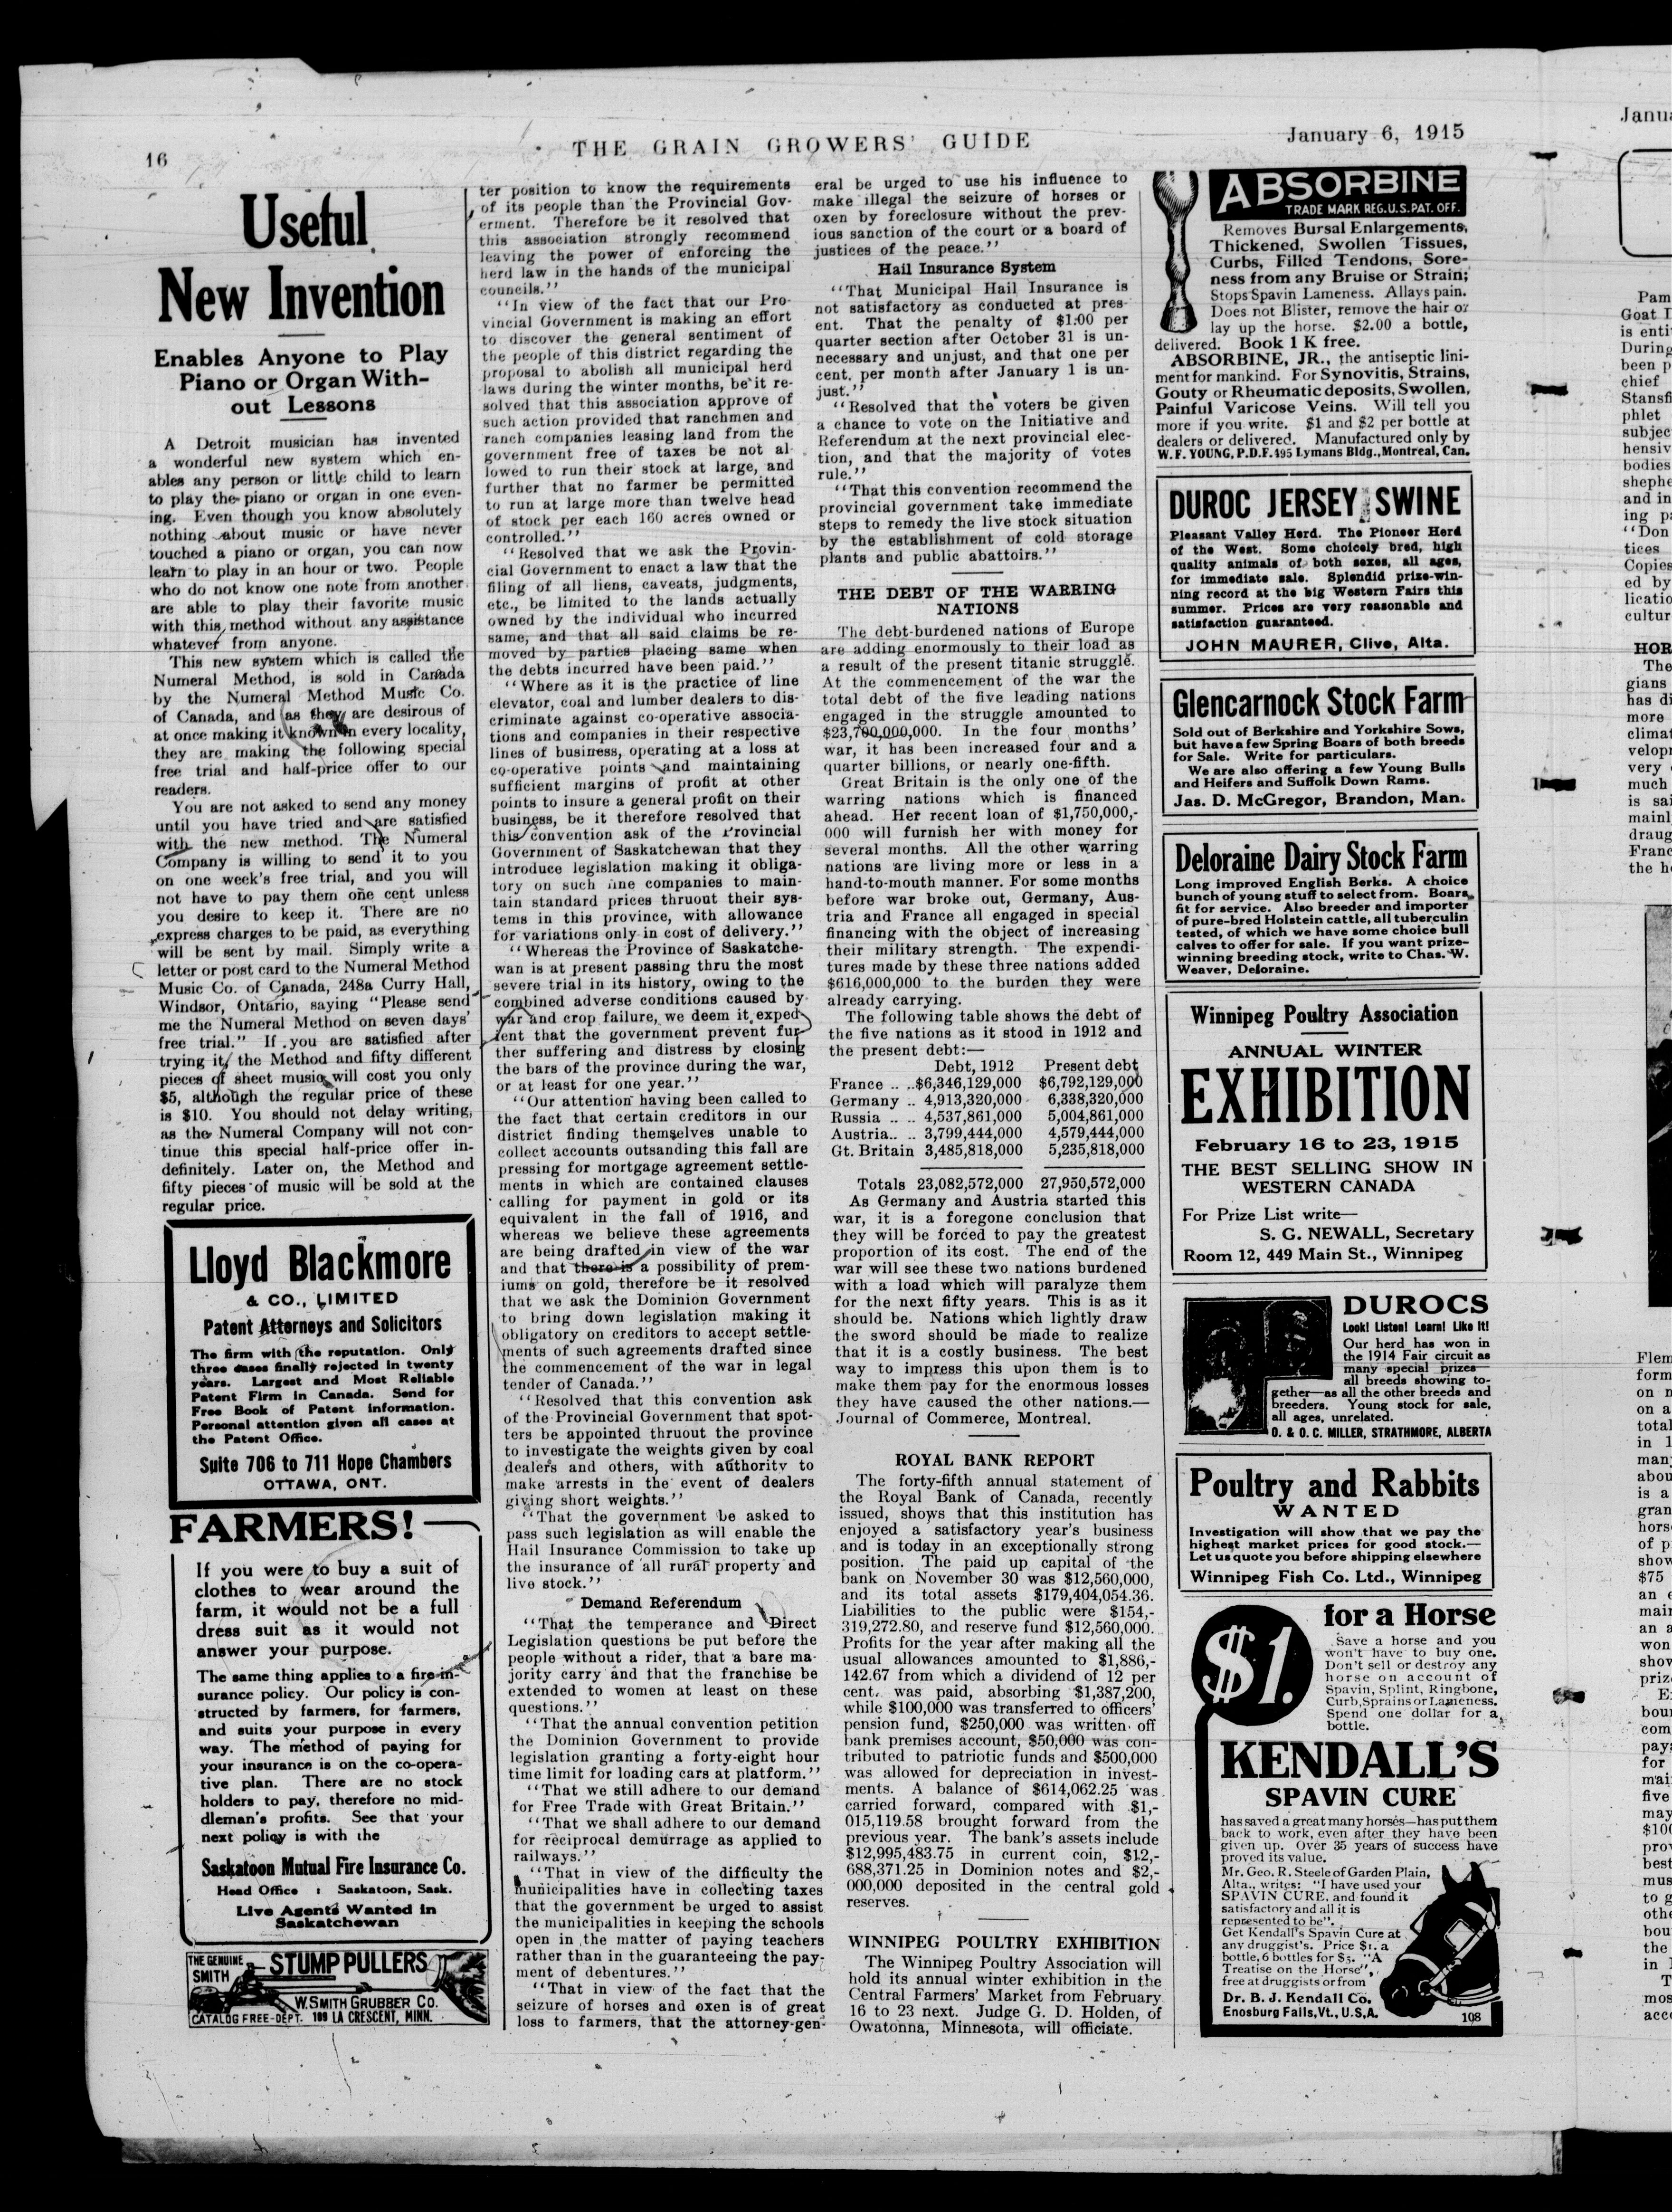 16
THE GRAIN GROWERS' GUIDE
January 6, 1915
Useful
New Invention
Enables Anyone to Play
Piano or Organ With-
out Lessons
A Detroit musician has invented
a wonderful new system which en-
ables any person or little child to learn
to play the piano or organ in one even-
ing. Even though you know absolutely
nothing about music or have never
touched a piano or organ, you can now
learn to play in an hour or two. People
who do not know one note from another
are able to play their favorite music
with this method without any assistance
whatever from anyone.
This new system which is called the
Numeral Method, is sold in Canada
by the Numeral Method Music Co.
of Canada, and as they are desirous of
at once making it known in every locality,
they are making the following special
free trial and half-price offer to our
readers.
You are not asked to send any money
until you have tried and are satisfied
with the new method. The Numeral
Company is willing to send it to you
on one week's free trial, and you will
not have to pay them one cent unless
you desire to keep it. There are no
express charges to be paid, as everything
will be sent by mail. Simply write a
letter or post card to the Numeral Method
Music Co. of Canada, 248a Curry Hall,
Windsor, Ontario, saying "Please send
me the Numeral Method on seven days'
free trial." If you are satisfied after
trying it, the Method and fifty different
pieces of sheet music will cost you only
$5, although the regular price of these
is $10. You should not delay writing,
as the Numeral Company will not con-
tinue this special half-price offer in-
definitely. Later on, the Method and
fifty pieces of music will be sold at the
regular price.
Lloyd Blackmore
& CO., LIMITED
Patent Attorneys and Solicitors
The firm with the reputation. Only
three cases finally rejected in twenty
years. Largest and Most Reliable
Patent Firm in Canada. Send for
Free Book of Patent Information.
Personal attention given all cases at
the Patent Office.
Suite 706 to 711 Hope Chambers
OTTAWA, ONT.
FARMERS!
If you were to buy a suit of
clothes to wear around the
farm, it would not be a full
dress suit as it would not
answer your purpose.
The same thing applies to a fire in-
surance policy. Our policy is con-
structed by farmers, for farmers,
and suits your purpose in every
way. The method of paying for
your insurance is on the co-opera-
tive plan. There are no stock
holders to pay, therefore no mid-
dleman's profits. See that your
next policy is with the
Saskatoon Mutual Fire Insurance Co.
Head Office : Saskatoon, Sask.
Live Agents Wanted in
Saskatchewan
THE GENUINE
SMITH
STUMP PULLERS
W. SMITH GRUBBER CO.
CATALOG FREE-DEPT. 109 LA CRESCENT, MINN.
ter position to know the requirements
of its people than the Provincial Gov-
erment. Therefore be it resolved that
this association strongly recommend
leaving the power of enforcing the
herd law in the hands of the municipal
councils.''
''In view of the fact that our Pro-
vincial Government is making an effort
to discover the general sentiment of
the people of this district regarding the
proposal to abolish all municipal herd
laws during the winter months, be it re-
solved that this association approve of
such action provided that ranchmen and
ranch companies leasing land from the
government free of taxes be not al-
lowed to run their stock at large, and
further that no farmer be permitted
to run at large more than twelve head
of stock per each 160 acres owned or
controlled.''
''Resolved that we ask the Provin-
cial Government to enact a law that the
filing of all liens, caveats, judgments,
etc., be limited to the lands actually
owned by the individual who incurred
same, and that all said claims be re-
moved by parties placing same when
the debts incurred have been paid.''
''Where as it is the practice of line
elevator, coal and lumber dealers to dis-
criminate against co-operative associa-
tions and companies in their respective
lines of business, operating at a loss at
co-operative points and maintaining
sufficient margins of profit at other
points to insure a general profit on their
business, be it therefore resolved that
this convention ask of the Provincial
Government of Saskatchewan that they
introduce legislation making it obliga-
tory on such line companies to main-
tain standard prices thruout their sys-
tems in this province, with allowance
for variations only in cost of delivery.''
''Whereas the Province of Saskatche-
wan is at present passing thru the most
severe trial in its history, owing to the
combined adverse conditions caused by
war and crop failure, we deem it exped-
ient that the government prevent fur-
ther suffering and distress by closing
the bars of the province during the war,
or at least for one year.''
''Our attention having been called to
the fact that certain creditors in our
district finding themselves unable to
collect accounts outsanding this fall are
pressing for mortgage agreement settle-
ments in which are contained clauses
calling for payment in gold or its
equivalent in the fall of 1916, and
whereas we believe these agreements
are being drafted in view of the war
and that there is a possibility of prem-
iums on gold, therefore be it resolved
that we ask the Dominion Government
to bring down legislation making it
obligatory on creditors to accept settle-
ments of such agreements drafted since
the commencement of the war in legal
tender of Canada.''
''Resolved that this convention ask
of the Provincial Government that spot-
ters be appointed thruout the province
to investigate the weights given by coal
dealers and others, with authority to
make arrests in the event of dealers
giving short weights.''
''That the government be asked to
pass such legislation as will enable the
Hail Insurance Commission to take up
the insurance of all rural property and
live stock.''
Demand Referendum
''That the temperance and Direct
Legislation questions be put before the
people without a rider, that a bare ma-
jority carry and that the franchise be
extended to women at least on these
questions.''
''That the annual convention petition
the Dominion Government to provide
legislation granting a forty-eight hour
time limit for loading cars at platform.''
''That we still adhere to our demand
for Free Trade with Great Britain.''
''That we shall adhere to our demand
for reciprocal demurrage as applied to
railways.''
''That in view of the difficulty the
municipalities have in collecting taxes
that the government be urged to assist
the municipalities in keeping the schools
open in the matter of paying teachers
rather than in the guaranteeing the pay-
ment of debentures.''
''That in view of the fact that the
seizure of horses and oxen is of great
loss to farmers, that the attorney-gen-
eral be urged to use his influence to
make illegal the seizure of horses or
oxen by foreclosure without the prev-
ious sanction of the court or a board of
justices of the peace.''
Hail Insurance System
''That Municipal Hail Insurance is
not satisfactory as conducted at pres-
ent. That the penalty of $1.00 per
quarter section after October 31 is un-
necessary and unjust, and that one per
cent. per month after January 1 is un-
just.''
''Resolved that the voters be given
a chance to vote on the Initiative and
Referendum at the next provincial elec-
tion, and that the majority of votes
rule.''
''That this convention recommend the
provincial government take immediate
steps to remedy the live stock situation
by the establishment of cold storage
plants and public abattoirs.''
THE DEBT OF THE WARRING
NATIONS
The debt-burdened nations of Europe
are adding enormously to their load as
a result of the present titanic struggle.
At the commencement of the war the
total debt of the five leading nations
engaged in the struggle amounted to
$23,700,000,000. In the four months'
war, it has been increased four and a
quarter billions, or nearly one-fifth.
Great Britain is the only one of the
warring nations which is financed
ahead. Her recent loan of $1,750,000,-
000 will furnish her with money for
several months. All the other warring
nations are living more or less in a
hand-to-mouth manner. For some months
before war broke out, Germany, Aus-
tria and France all engaged in special
financing with the object of increasing
their military strength. The expendi-
tures made by these three nations added
$616,000,000 to the burden they were
already carrying.
The following table shows the debt of
the five nations as it stood in 1912 and
the present debt:—
Debt, 1912 Present debt
France .. ..$6,346,129,000 $6,792,129,000
Germany .. 4,913,320,000 6,338,320,000
Russia .. .. 4,537,861,000 5,004,861,000
Austria.. .. 3,799,444,000 4,579,444,000
Gt. Britain 3,485,818,000 5,235,818,000
Totals 23,082,572,000 27,950,572,000
As Germany and Austria started this
war, it is a foregone conclusion that
they will be forced to pay the greatest
proportion of its cost. The end of the
war will see these two nations burdened
with a load which will paralyze them
for the next fifty years. This is as it
should be. Nations which lightly draw
the sword should be made to realize
that it is a costly business. The best
way to impress this upon them is to
make them pay for the enormous losses
they have caused the other nations.—
Journal of Commerce, Montreal.
ROYAL BANK REPORT
The forty-fifth annual statement of
the Royal Bank of Canada, recently
issued, shows that this institution has
enjoyed a satisfactory year's business
and is today in an exceptionally strong
position. The paid up capital of the
bank on November 30 was $12,560,000,
and its total assets $179,404,054.36.
Liabilities to the public were $154,-
319,272.80, and reserve fund $12,560,000.
Profits for the year after making all the
usual allowances amounted to $1,886,-
142.67 from which a dividend of 12 per
cent. was paid, absorbing $1,387,200,
while $100,000 was transferred to officers'
pension fund, $250,000 was written off
bank premises account, $50,000 was con-
tributed to patriotic funds and $500,000
was allowed for depreciation in invest-
ments. A balance of $614,062.25 was
carried forward, compared with $1,-
015,119.58 brought forward from the
previous year. The bank's assets include
$12,995,483.75 in current coin, $12,-
688,371.25 in Dominion notes and $2,-
000,000 deposited in the central gold
reserves.
WINNIPEG POULTRY EXHIBITION
The Winnipeg Poultry Association will
hold its annual winter exhibition in the
Central Farmers' Market from February
16 to 23 next. Judge G. D. Holden, of
Owatonna, Minnesota, will officiate.
ABSORBINE
TRADE MARK REG.U.S.PAT. OFF.
Removes Bursal Enlargements,
Thickened, Swollen Tissues,
Curbs, Filled Tendons, Sore-
ness from any Bruise or Strain;
Stops Spavin Lameness. Allays pain.
Does not Blister, remove the hair or
lay up the horse. $2.00 a bottle,
delivered. Book 1 K free.
ABSORBINE, JR., the antiseptic lini-
ment for mankind. For Synovitis, Strains,
Gouty or Rheumatic deposits, Swollen,
Painful Varicose Veins. Will tell you
more if you write. $1 and $2 per bottle at
dealers or delivered. Manufactured only by
W. F. YOUNG, P.D.F. 495 Lymans Bldg., Montreal, Can.
DUROC JERSEY SWINE
Pleasant Valley Herd. The Pioneer Herd
of the West. Some choicely bred, high
quality animals of both sexes, all ages,
for immediate sale. Splendid prize-win-
ning record at the big Western Fairs this
summer. Prices are very reasonable and
satisfaction guaranteed.
JOHN MAURER, Clive, Alta.
Glencarnock Stock Farm
Sold out of Berkshire and Yorkshire Sows,
but have a few Spring Boars of both breeds
for Sale. Write for particulars.
We are also offering a few Young Bulls
and Heifers and Suffolk Down Rams.
Jas. D. McGregor, Brandon, Man.
Deloraine Dairy Stock Farm
Long improved English Berks. A choice
bunch of young stuff to select from. Boars
fit for service. Also breeder and importer
of pure-bred Holstein cattle, all tuberculin
tested, of which we have some choice bull
calves to offer for sale. If you want prize-
winning breeding stock, write to Chas. W.
Weaver, Deloraine.
Winnipeg Poultry Association
ANNUAL WINTER
EXHIBITION
February 16 to 23, 1915
THE BEST SELLING SHOW IN
WESTERN CANADA
For Prize List write—
S. G. NEWALL, Secretary
Room 12, 449 Main St., Winnipeg
DUROCS
Look! Listen! Learn! Like It!
Our herd has won in
the 1914 Fair circuit as
many special prizes—
all breeds showing to-
gether—as all the other breeds and
breeders. Young stock for sale,
all ages, unrelated.
O. & O. C. MILLER, STRATHMORE, ALBERTA
Poultry and Rabbits
WANTED
Investigation will show that we pay the
highest market prices for good stock.—
Let us quote you before shipping elsewhere
Winnipeg Fish Co. Ltd., Winnipeg
$1. for a Horse
Save a horse and you
won't have to buy one.
Don't sell or destroy any
horse on account of
Spavin, Splint, Ringbone,
Curb, Sprains or Lameness.
Spend one dollar for a
bottle.
KENDALL'S
SPAVIN CURE
has saved a great many horses—has put them
back to work, even after they have been
given up. Over 35 years of success have
proved its value.
Mr. Geo. R. Steele of Garden Plain,
Alta., writes: "I have used your
SPAVIN CURE, and found it
satisfactory and all it is
represented to be".
Get Kendall's Spavin Cure at
any druggist's. Price $1. a
bottle, 6 bottles for $5. "A
Treatise on the Horse",
free at druggists or from
Dr. B. J. Kendall Co.
Enosburg Falls, Vt., U.S.A.
108